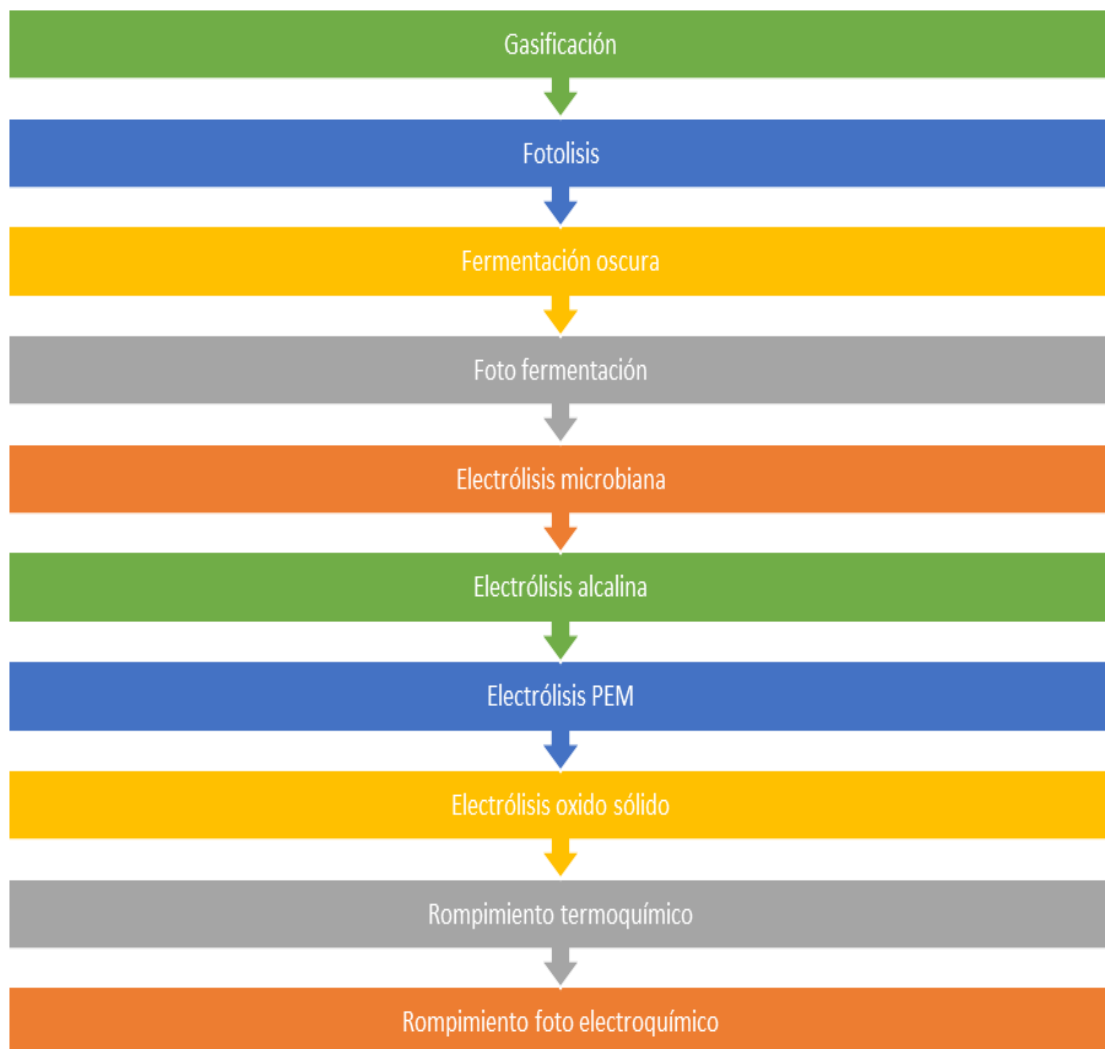 Gasificación
Fotolisis
Fermentación oscura
Foto fermentación
Electrólisis microbiana
Electrólisis alcalina
Electrólisis PEM
Electrólisis oxido sólido
Rompimiento termoquímico
Rompimiento foto electroquímico